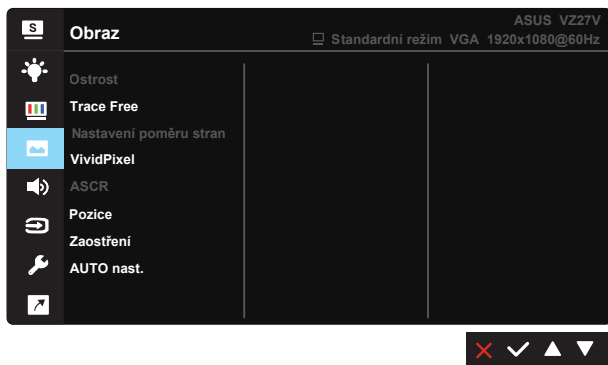 S
Obraz
ASUS VZ27V
Standardní režim VGA 1920x1080@60Hz
Ostrost
Trace Free
Nastavení poměru stran
VividPixel
ASCR
Pozice
Zaostření
AUTO nast.